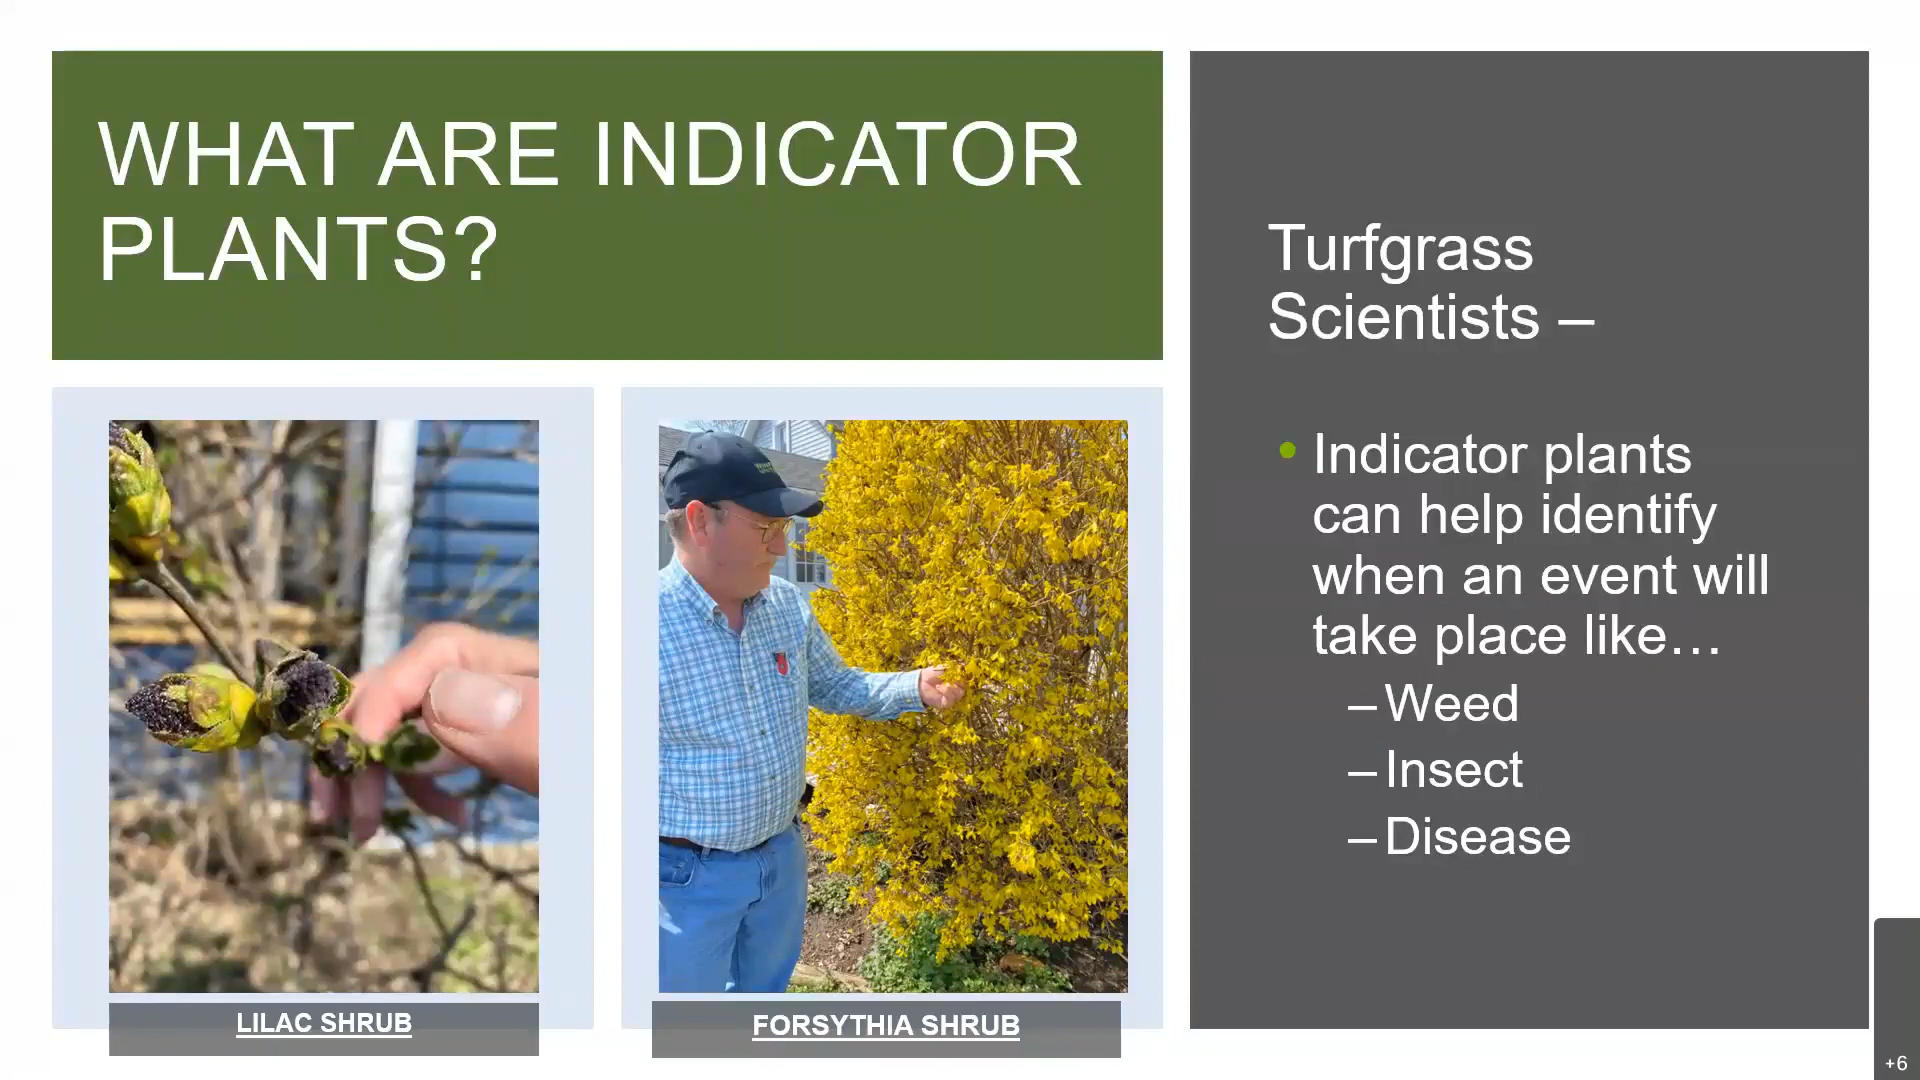 WHAT ARE INDICATOR
PLANTS?
LILAC SHRUB
FORSYTHIA SHRUB
Turfgrass
Scientists –
• Indicator plants
can help identify
when an event will
take place like…
– Weed
– Insect
– Disease
+6